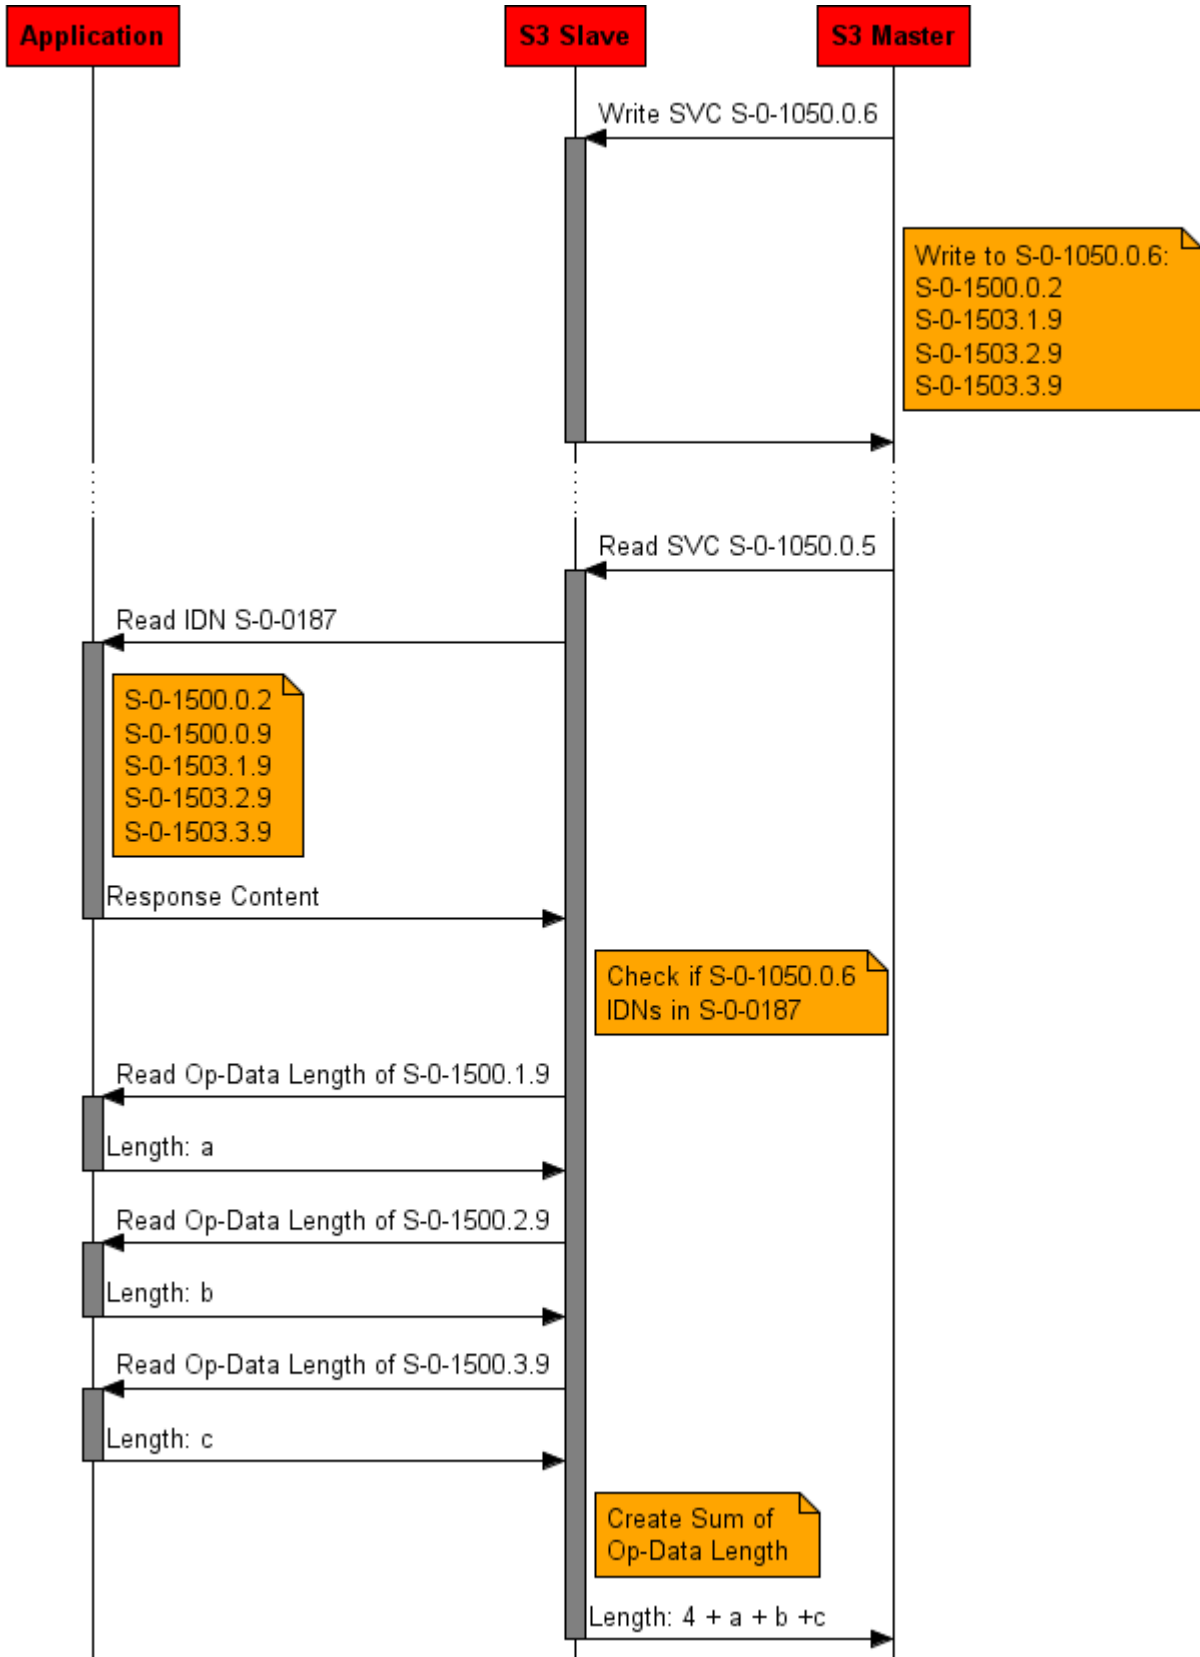 Application
S3 Slave
S3 Master
Write SVC S-0-1050.0.6
Write to S-0-1050.0.6:
S-0-1500.0.2
S-0-1503.1.9
S-0-1503.2.9
S-0-1503.3.9
Read SVC S-0-1050.0.5
Read IDN S-0-0187
S-0-1500.0.2
S-0-1500.0.9
S-0-1503.1.9
S-0-1503.2.9
S-0-1503.3.9
Response Content
Check if S-0-1050.0.6
IDNs in S-0-0187
Read Op-Data Length of S-0-1500.1.9
Length: a
Read Op-Data Length of S-0-1500.2.9
Length: b
Read Op-Data Length of S-0-1500.3.9
Length: c
Create Sum of
Op-Data Length
Length: 4 + a + b +c